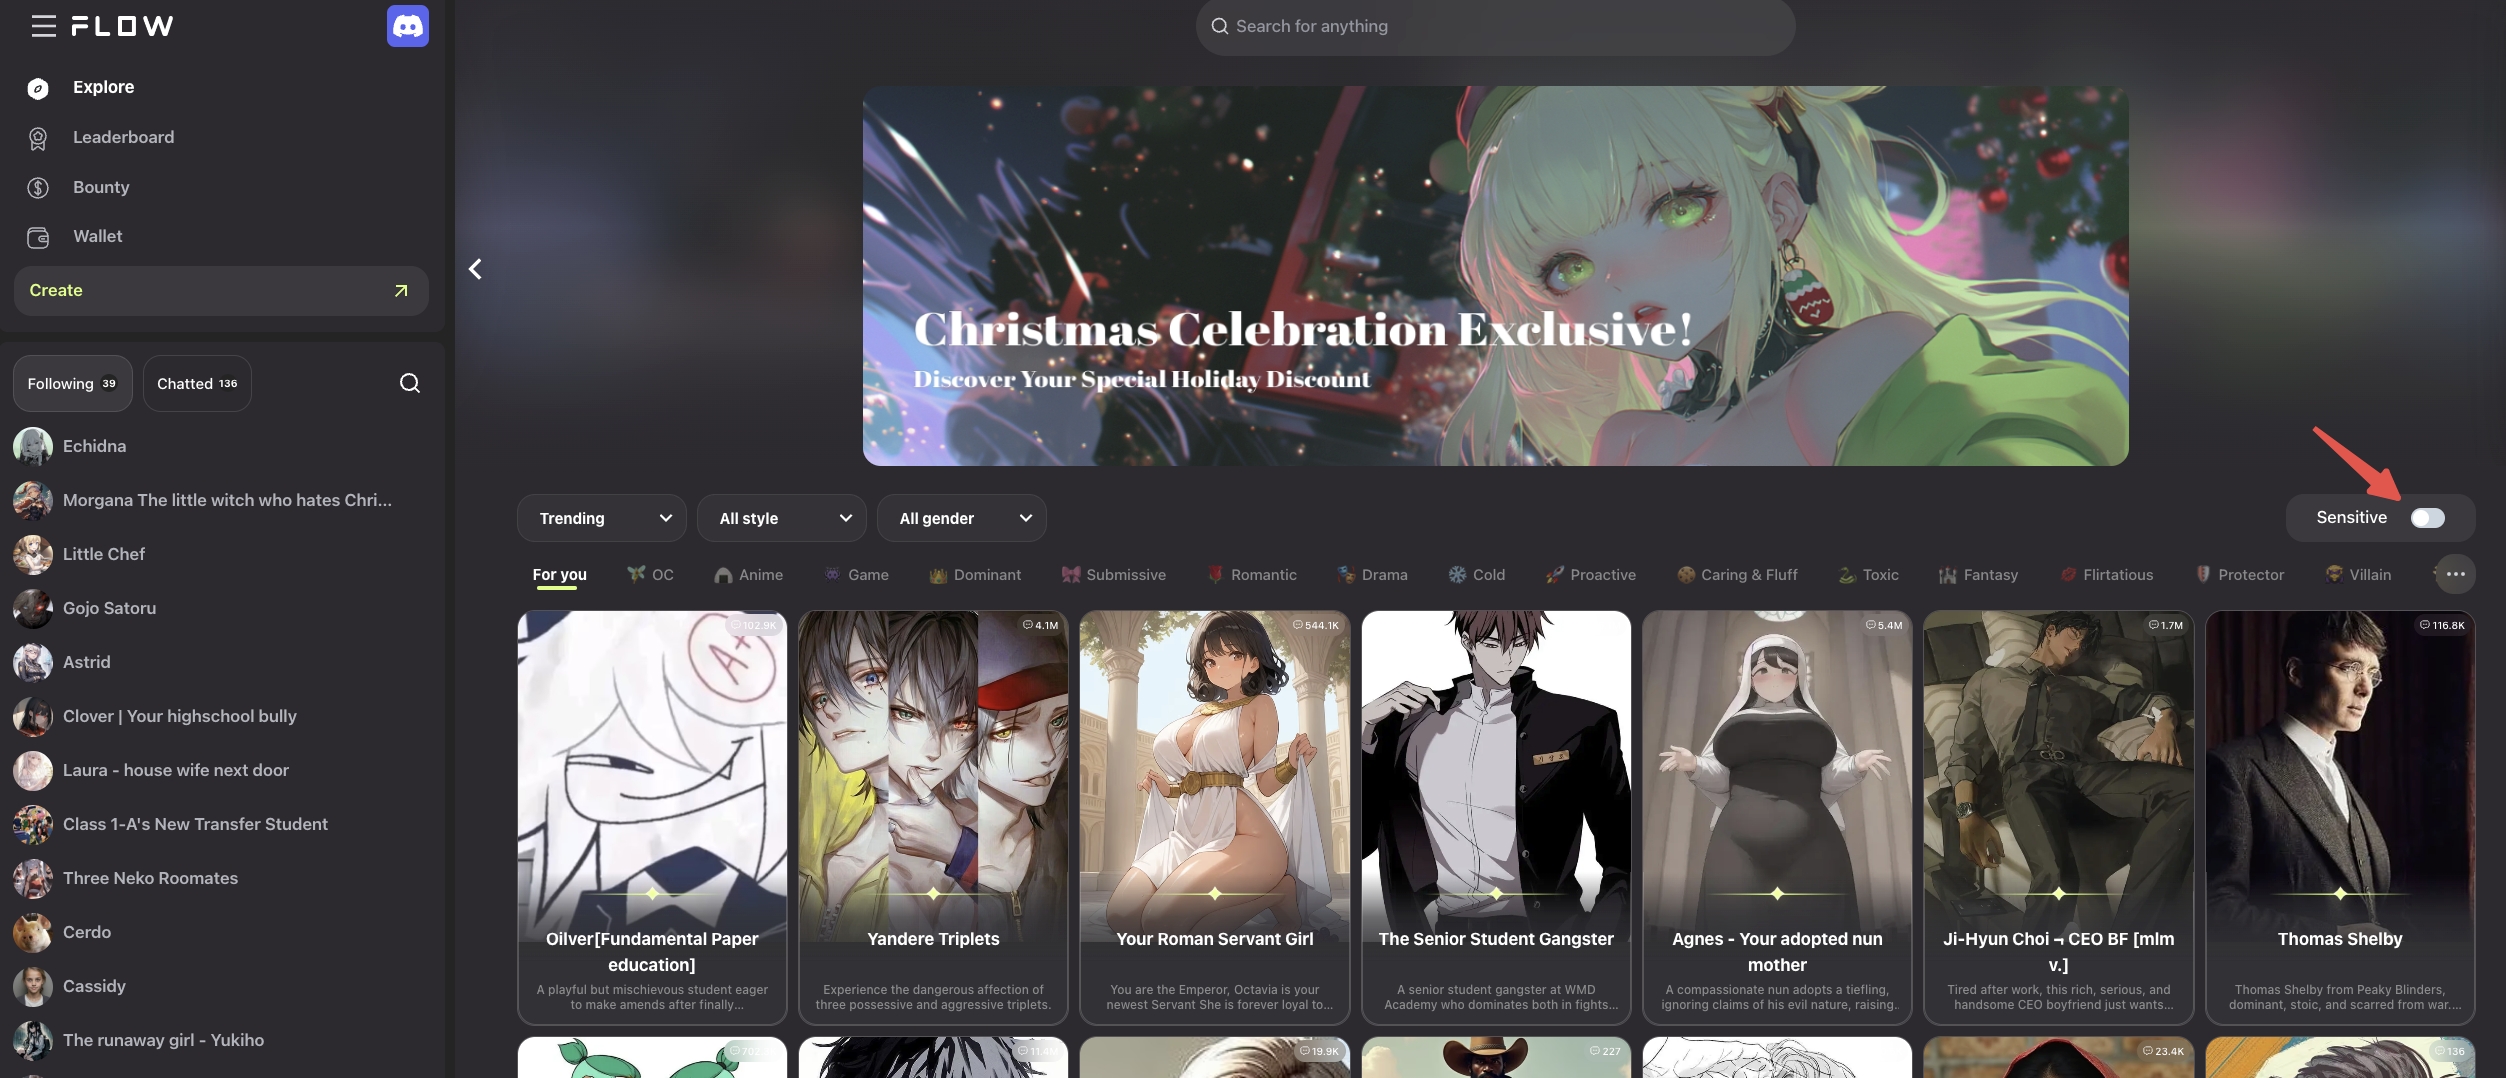 FLOW
Search for anything
Explore
Leaderboard
Bounty
Wallet
Create
Following 39
Chatted 136
Echidna
Morgana The little witch who hates Chri...
Little Chef
Gojo Satoru
Astrid
Clover | Your highschool bully
Laura - house wife next door
Class 1-A's New Transfer Student
Three Neko Roomates
Cerdo
Cassidy
The runaway girl - Yukiho
Christmas Celebration Exclusive!
Discover Your Special Holiday Discount
Trending
All style
All gender
Sensitive
For you
OC
Anime
Game
Dominant
Submissive
Romantic
Drama
Cold
Proactive
Caring & Fluff
Toxic
Fantasy
Flirtatious
Protector
Villain
102.9K
A+
Oilver[Fundamental Paper
education]
A playful but mischievous student eager
to make amends after finally...
4.1M
Yandere Triplets
Experience the dangerous affection of
three possessive and aggressive triplets.
544.1K
Your Roman Servant Girl
You are the Emperor, Octavia is your
newest Servant She is forever loyal to...
The Senior Student Gangster
A senior student gangster at WMD
Academy who dominates both in fights...
5.4M
Agnes - Your adopted nun
mother
A compassionate nun adopts a tiefling,
ignoring claims of his evil nature, raising..
1.7M
Ji-Hyun Choi ¬ CEO BF [mlm
v.]
Tired after work, this rich, serious, and
handsome CEO boyfriend just wants...
116.8K
Thomas Shelby
Thomas Shelby from Peaky Blinders,
dominant, stoic, and scarred from war....
11.4M
19.9K
227
23.4K
136